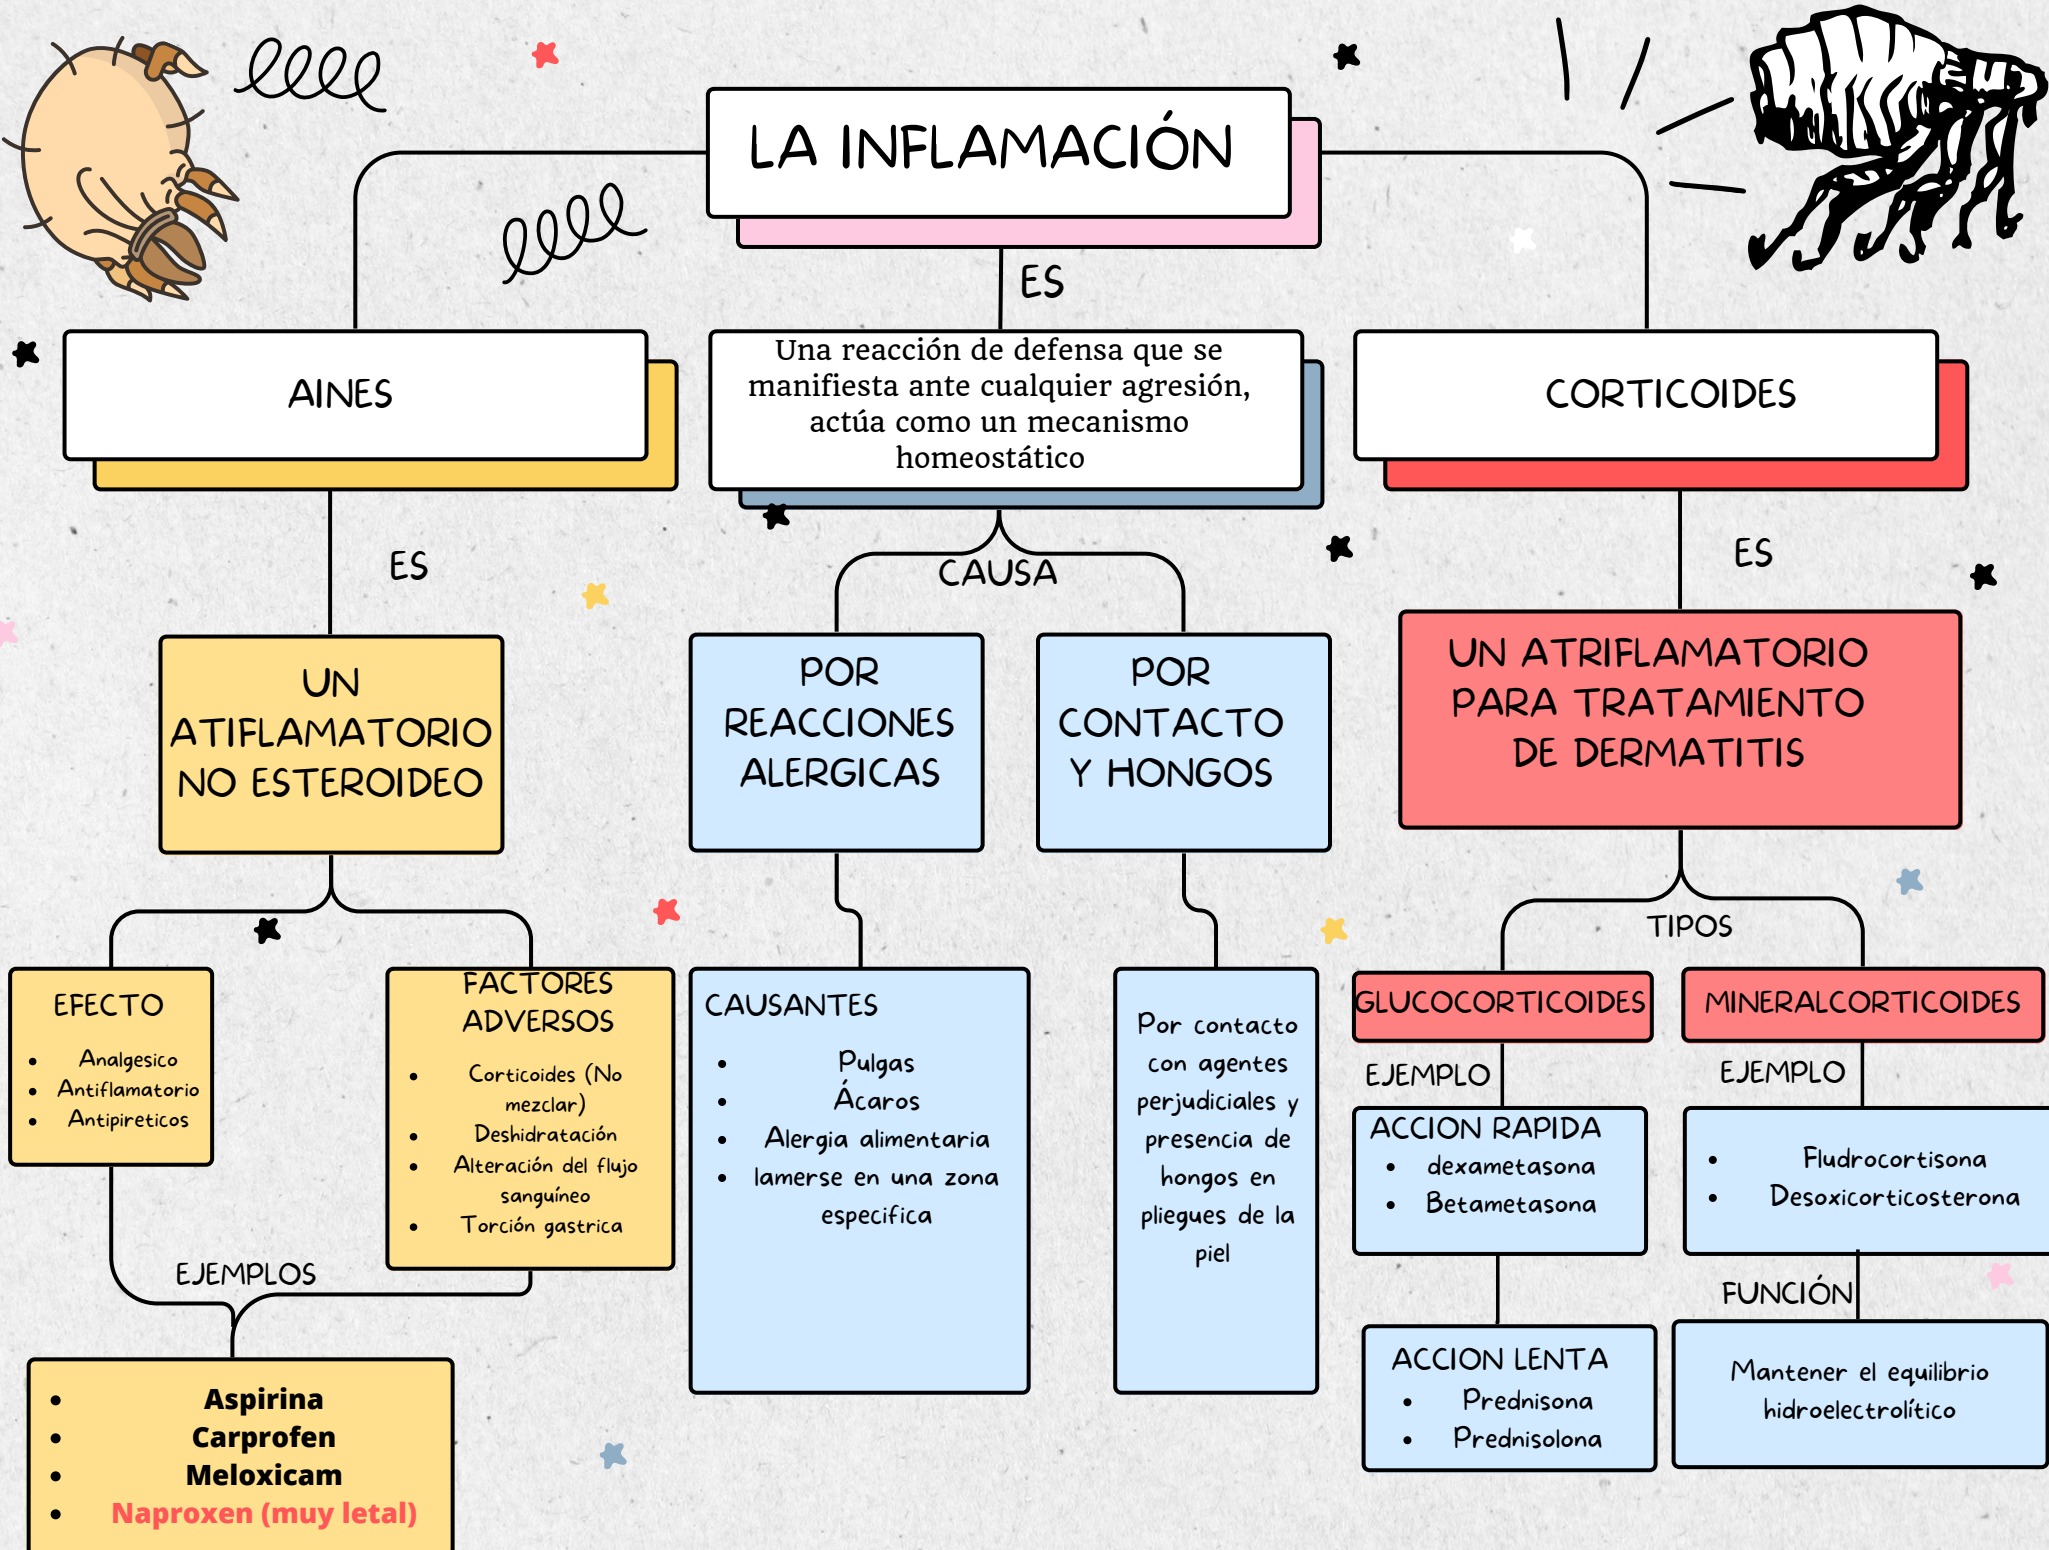 LA INFLAMACIÓN
ES
AINES
Una reacción de defensa que se
manifiesta ante cualquier agresión,
actúa como un mecanismo
homeostático
CORTICOIDES
ES
CAUSA
ES
UN
ATIFLAMATORIO
NO ESTEROIDEO
POR
REACCIONES
ALERGICAS
POR
CONTACTO
Y HONGOS
UN ATRIFLAMATORIO
PARA TRATAMIENTO
DE DERMATITIS
TIPOS
EFECTO
• Analgesico
• Antiflamatorio
• Antipireticos
FACTORES
ADVERSOS
• Corticoides (No
mezclar)
• Deshidratación
• Alteración del flujo
sanguíneo
• Torción gastrica
EJEMPLOS
• Aspirina
• Carprofen
• Meloxicam
• Naproxen (muy letal)
CAUSANTES
• Pulgas
• Ácaros
• Alergia alimentaria
• lamerse en una zona
especifica
Por contacto
con agentes
perjudiciales y
presencia de
hongos en
pliegues de la
piel
GLUCOCORTICOIDES
EJEMPLO
ACCION RAPIDA
• dexametasona
• Betametasona
ACCION LENTA
• Prednisona
• Prednisolona
MINERALCORTICOIDES
EJEMPLO
• Fludrocortisona
• Desoxicorticosterona
FUNCIÓN
Mantener el equilibrio
hidroelectrolítico